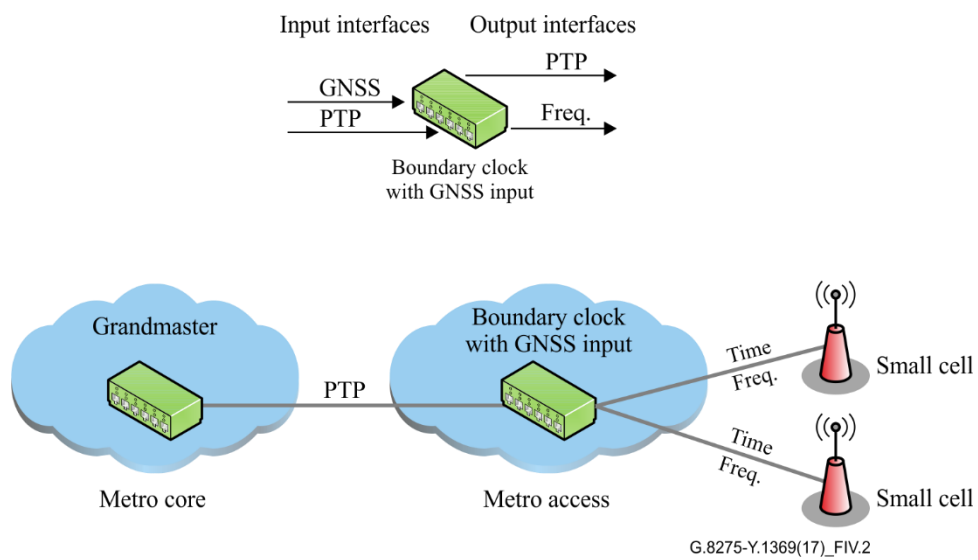 Input interfaces
Output interfaces
PTP
GNSS
PTP
Freq.
Boundary clock
with GNSS input
Grandmaster
Boundary clock
with GNSS input
PTP
Time
Freq.
Small cell
Time
Freq.
Small cell
Metro core
Metro access
G.8275-Y.1369(17)_FIV.2